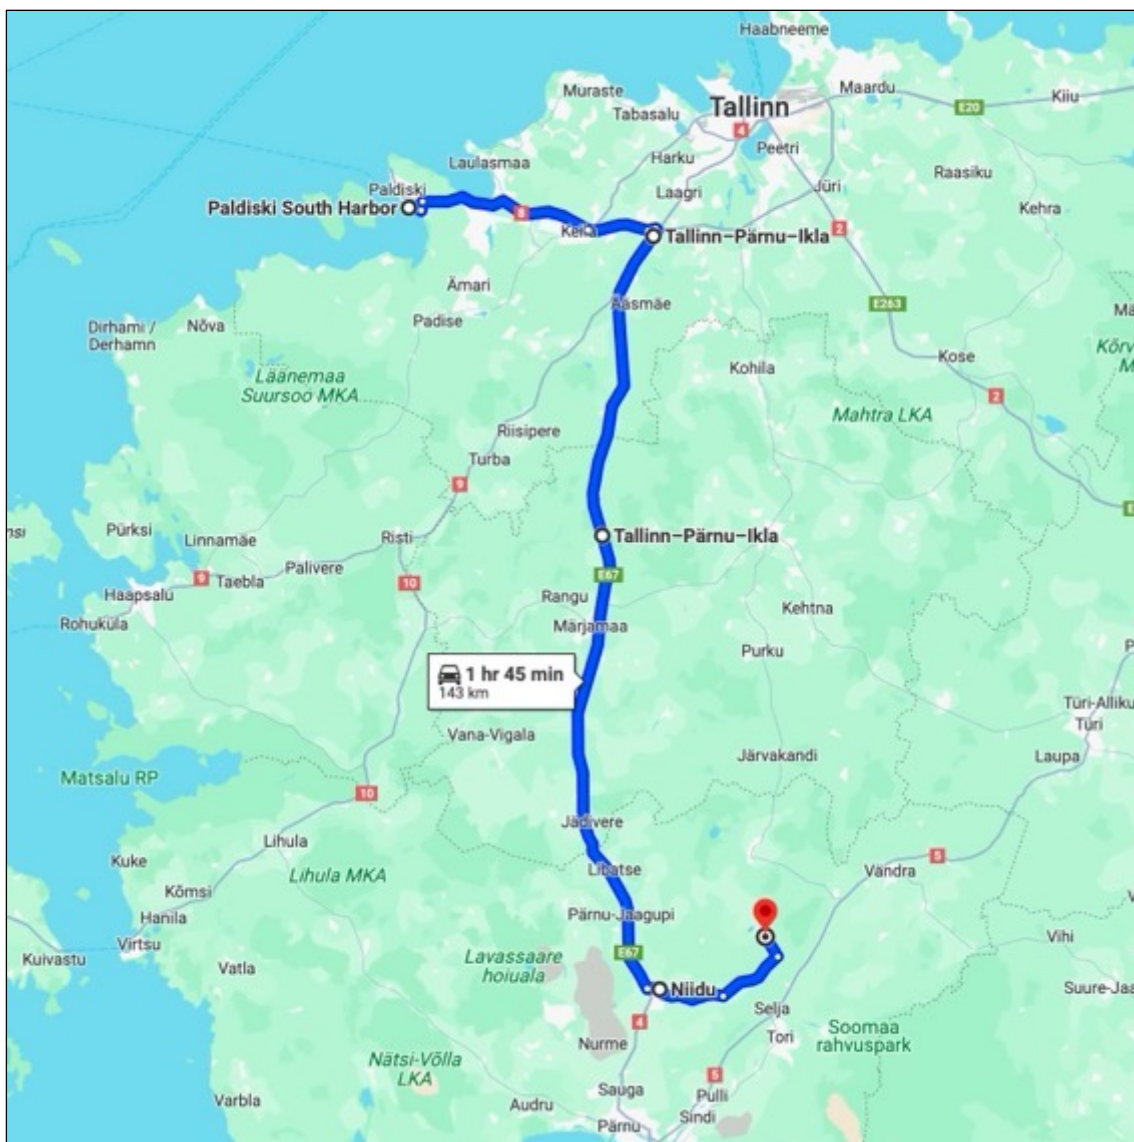 Haabneeme
Muraste
Maardu
Tallinn
Kiiu
E20
Tabasalu
4
Harku
Peetri
Laulasmaa
Raasiku
Laagri
Jüri
Paldiski
Kehra
Paldiski South Harbor
8
Keila
Tallinn–Pärnu–Ikla
2
Ämari
Ääsmäe
E263
Dirhami /
Derhamn
Nõva
Padise
Mä
Kõrv
M
Kose
Läänemaa
Suursoo MKA
Kohila
2
Mahtra LKA
Riisipere
Turba
9
E
nsi
Pürksi
Linnamäe
Risti
Tallinn–Pärnu–Ikla
Palivere
9
Taebla
10
E67
Haapsalu
Rangu
Kehtna
Rohuküla
Märjamaa
P
Purku
1 hr 45 min
143 km
Türi-Alliku
Türi
Vana-Vigala
Järvakandi
Laupa
Matsalu RP
10
Jädivere
Lihula
Kuke
Libatse
5
Vändra
Lihula MKA
Kõmsi
V
Hanila
Pärnu-Jaagupi
Virtsu
Vihi
Kuivastu
Vatla
Lavassaare
hoiuala
E67
Niidu
Suure-Jaa
Selja
4
Soomaa
rahvuspark
Nurme
Tori
Nätsi-Võlla
LKA
5
Sauga
Pulli
Varbla
Audru
Sindi
Pärnu